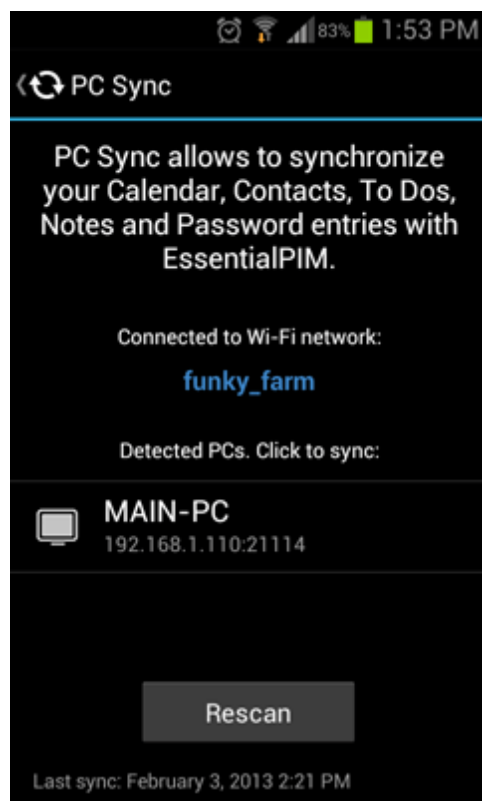 83% 1:53 PM
PC Sync
PC Sync allows to synchronize
your Calendar, Contacts, To Dos,
Notes and Password entries with
EssentialPIM.
Connected to Wi-Fi network:
funky_farm
Detected PCs. Click to sync:
MAIN-PC
192.168.1.110:21114
Rescan
Last sync: February 3, 2013 2:21 PM